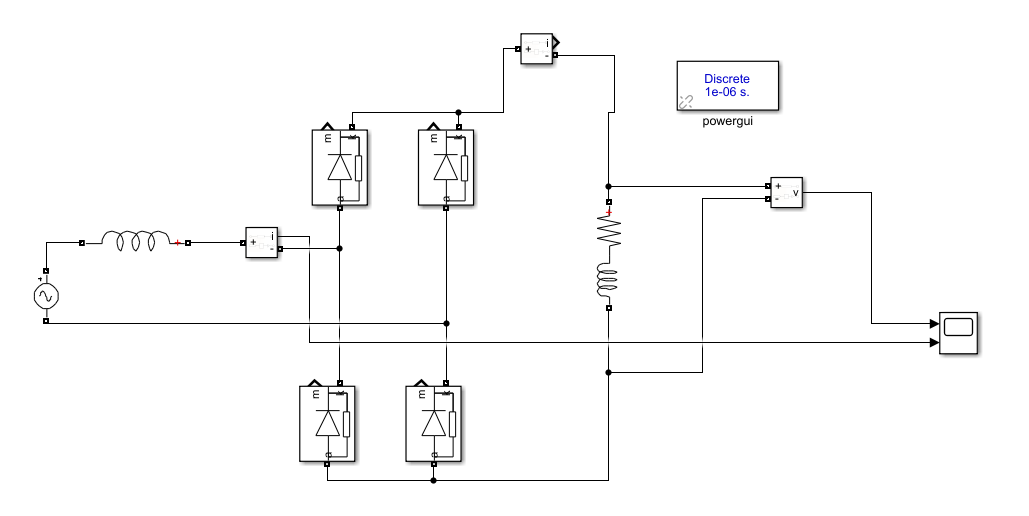 i
+
-
Discrete
1e-06 s.
powergui
m
k
m
k
a
a
+
-
v
+
i
+
-
+
+
m
k
m
k
a
a